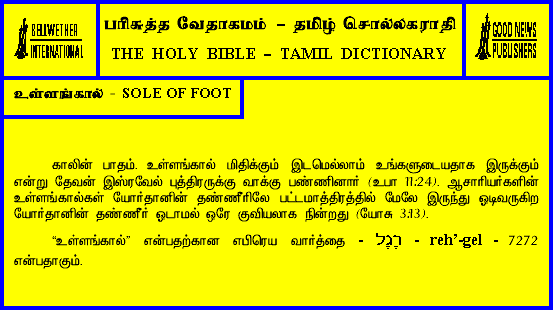 BELLWETHER
INTERNATIONAL
பரிசுத்த வேதாகமம் – தமிழ் சொல்லகராதி
THE HOLY BIBLE – TAMIL DICTIONARY
GOOD NEWS
PUBLISHERS
உள்ளங்கால் - SOLE OF FOOT
காலின் பாதம். உள்ளங்கால் மிதிக்கும் இடமெல்லாம் உங்களுடையதாக இருக்கும்
என்று தேவன் இஸ்ரவேல் புத்திரருக்கு வாக்கு பண்ணினார் (உபா 11:24). ஆசாரியர்களின்
உள்ளங்கால்கள் யோர்தானின் தண்ணீரிலே பட்டமாத்திரத்தில் மேலே இருந்து ஓடிவருகிற
யோர்தானின் தண்ணீர் ஓடாமல் ஒரே குவியலாக நின்றது (யோசு 3:13).
“உள்ளங்கால்” என்பதற்கான எபிரெய வார்த்தை - רֶגֶל - reh’-gel - 7272
என்பதாகும்.